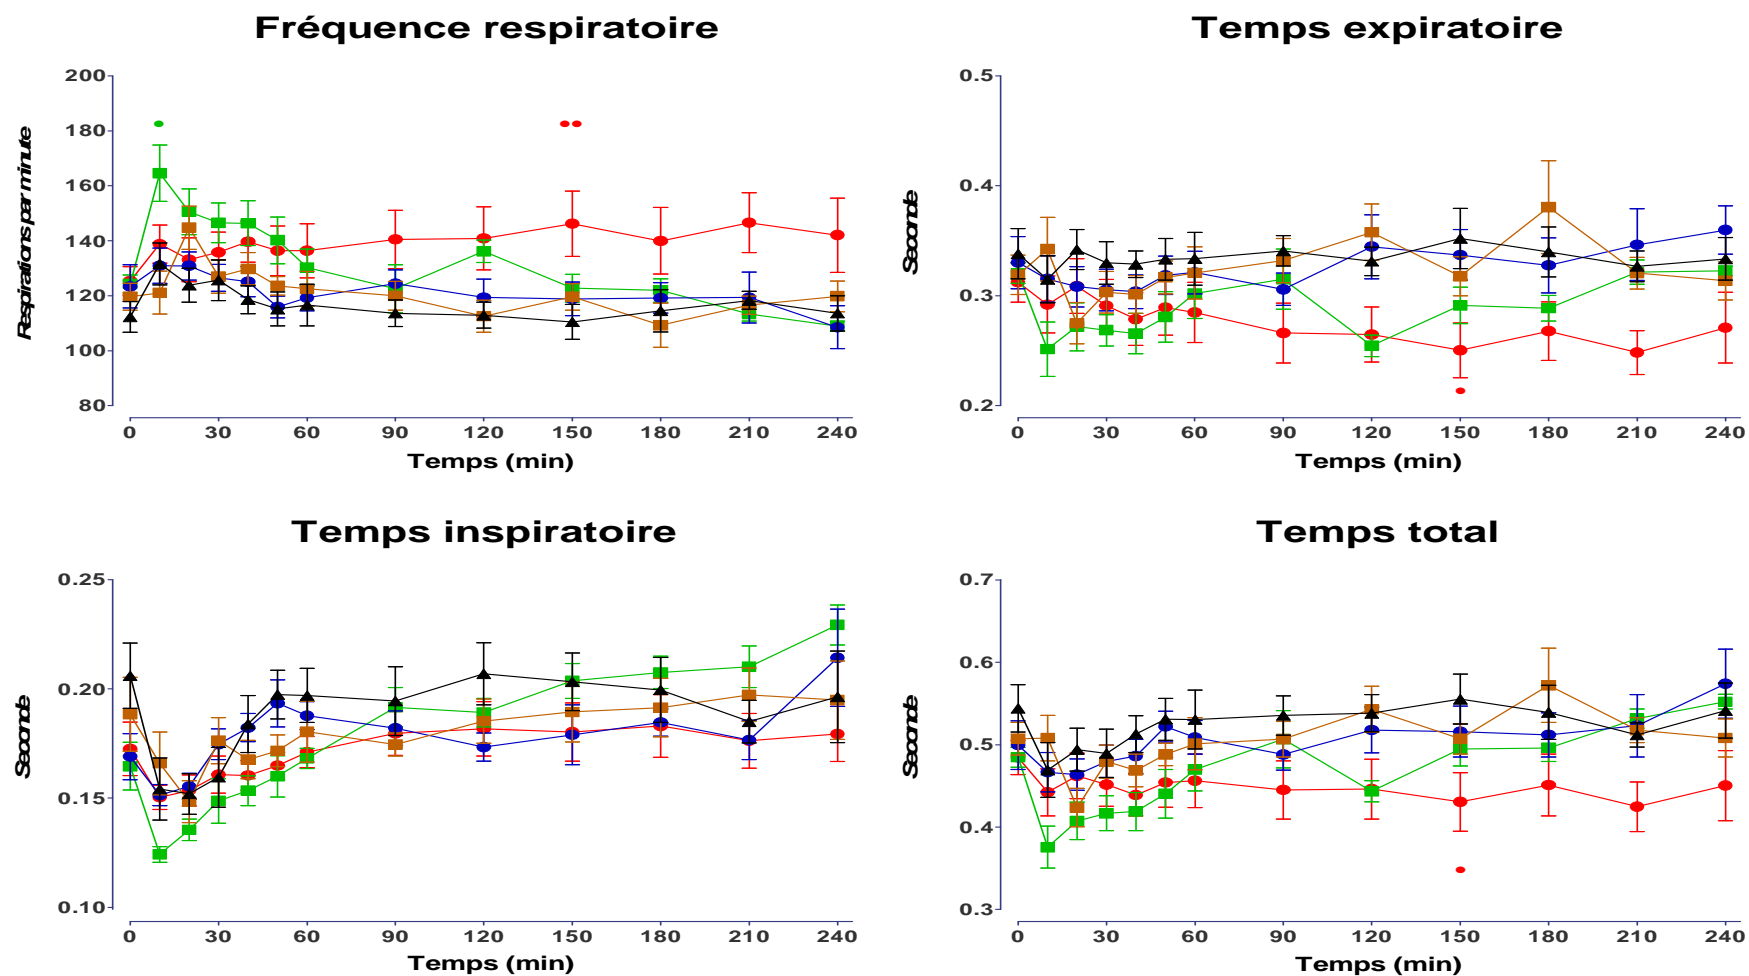 Fréquence respiratoire
Respirations par minute
200
180
160
140
120
100
80
0 30 60 90 120 150 180 210 240
Temps (min)
Temps expiratoire
Seconde
0.5
0.4
0.3
0.2
0 30 60 90 120 150 180 210 240
Temps (min)
Temps inspiratoire
Seconde
0.25
0.20
0.15
0.10
0 30 60 90 120 150 180 210 240
Temps (min)
Temps total
Seconde
0.7
0.6
0.5
0.4
0.3
0 30 60 90 120 150 180 210 240
Temps (min)